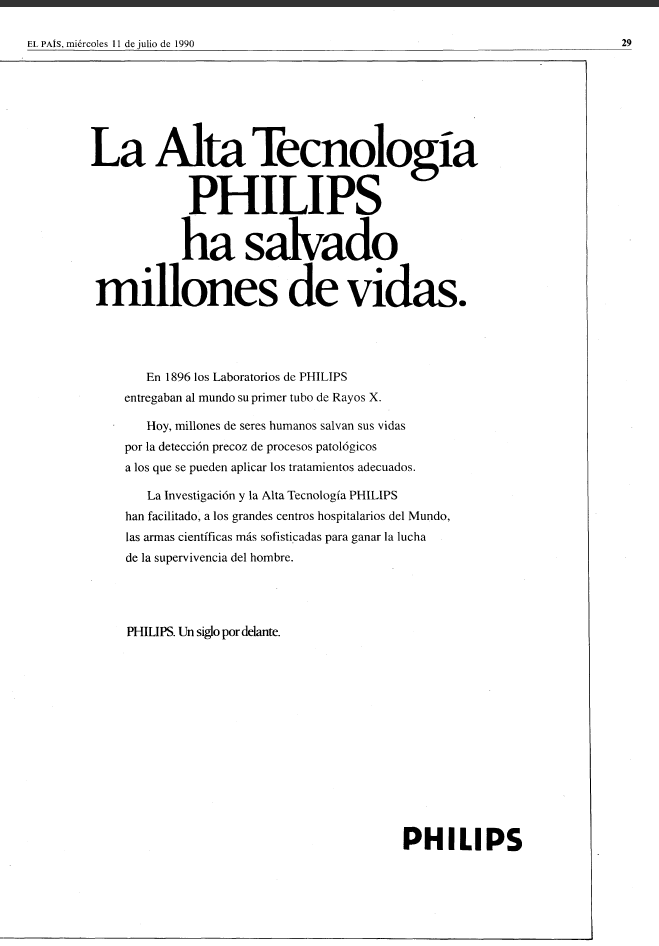 EL PAÍS, miércoles 11 de julio de 1990
29
La Alta Tecnología
PHILIPS
ha salvado
millones de vidas.
En 1896 los Laboratorios de PHILIPS
entregaban al mundo su primer tubo de Rayos X.
Hoy, millones de seres humanos salvan sus vidas
por la detección precoz de procesos patológicos
a los que se pueden aplicar los tratamientos adecuados.
La Investigación y la Alta Tecnología PHILIPS
han facilitado, a los grandes centros hospitalarios del Mundo,
las armas científicas más sofisticadas para ganar la lucha
de la supervivencia del hombre.
PHILIPS. Un siglo por delante.
PHILIPS